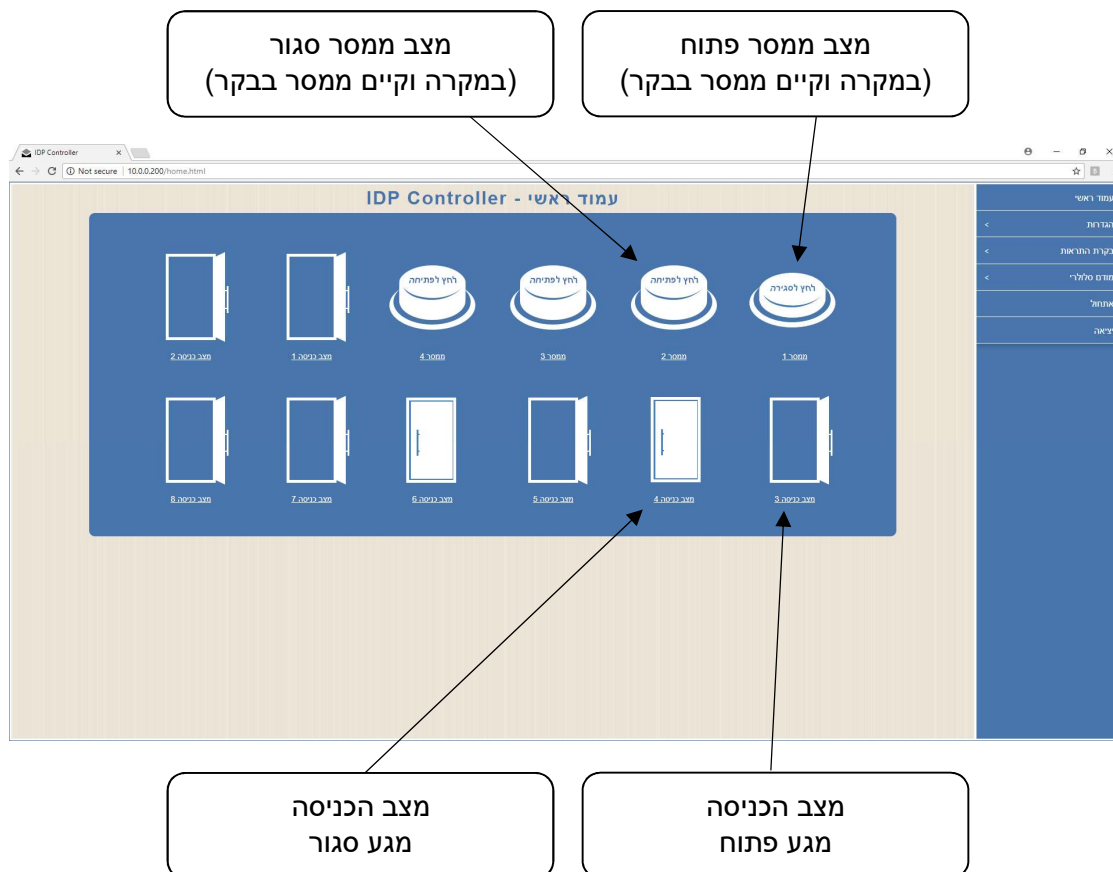 מצב ממסר פתוח
(במקרה וקיים ממסר בבקר)
מצב ממסר סגור
(במקרה וקיים ממסר בבקר)
IDP Controller
Not secure | 10.0.0.200/home.html
עמוד ראשי - IDP Controller
עמוד ראשי
הגדרות >
בקרת התראות >
מודם סלולרי >
אתחול
יציאה
לחץ לסגירה
לחץ לפתיחה
לחץ לפתיחה
לחץ לפתיחה
ממסר 1
ממסר 2
ממסר 3
ממסר 4
מצב כניסה 1
מצב כניסה 2
מצב כניסה 3
מצב כניסה 4
מצב כניסה 5
מצב כניסה 6
מצב כניסה 7
מצב כניסה 8
מצב הכניסה
מגע פתוח
מצב הכניסה
מגע סגור